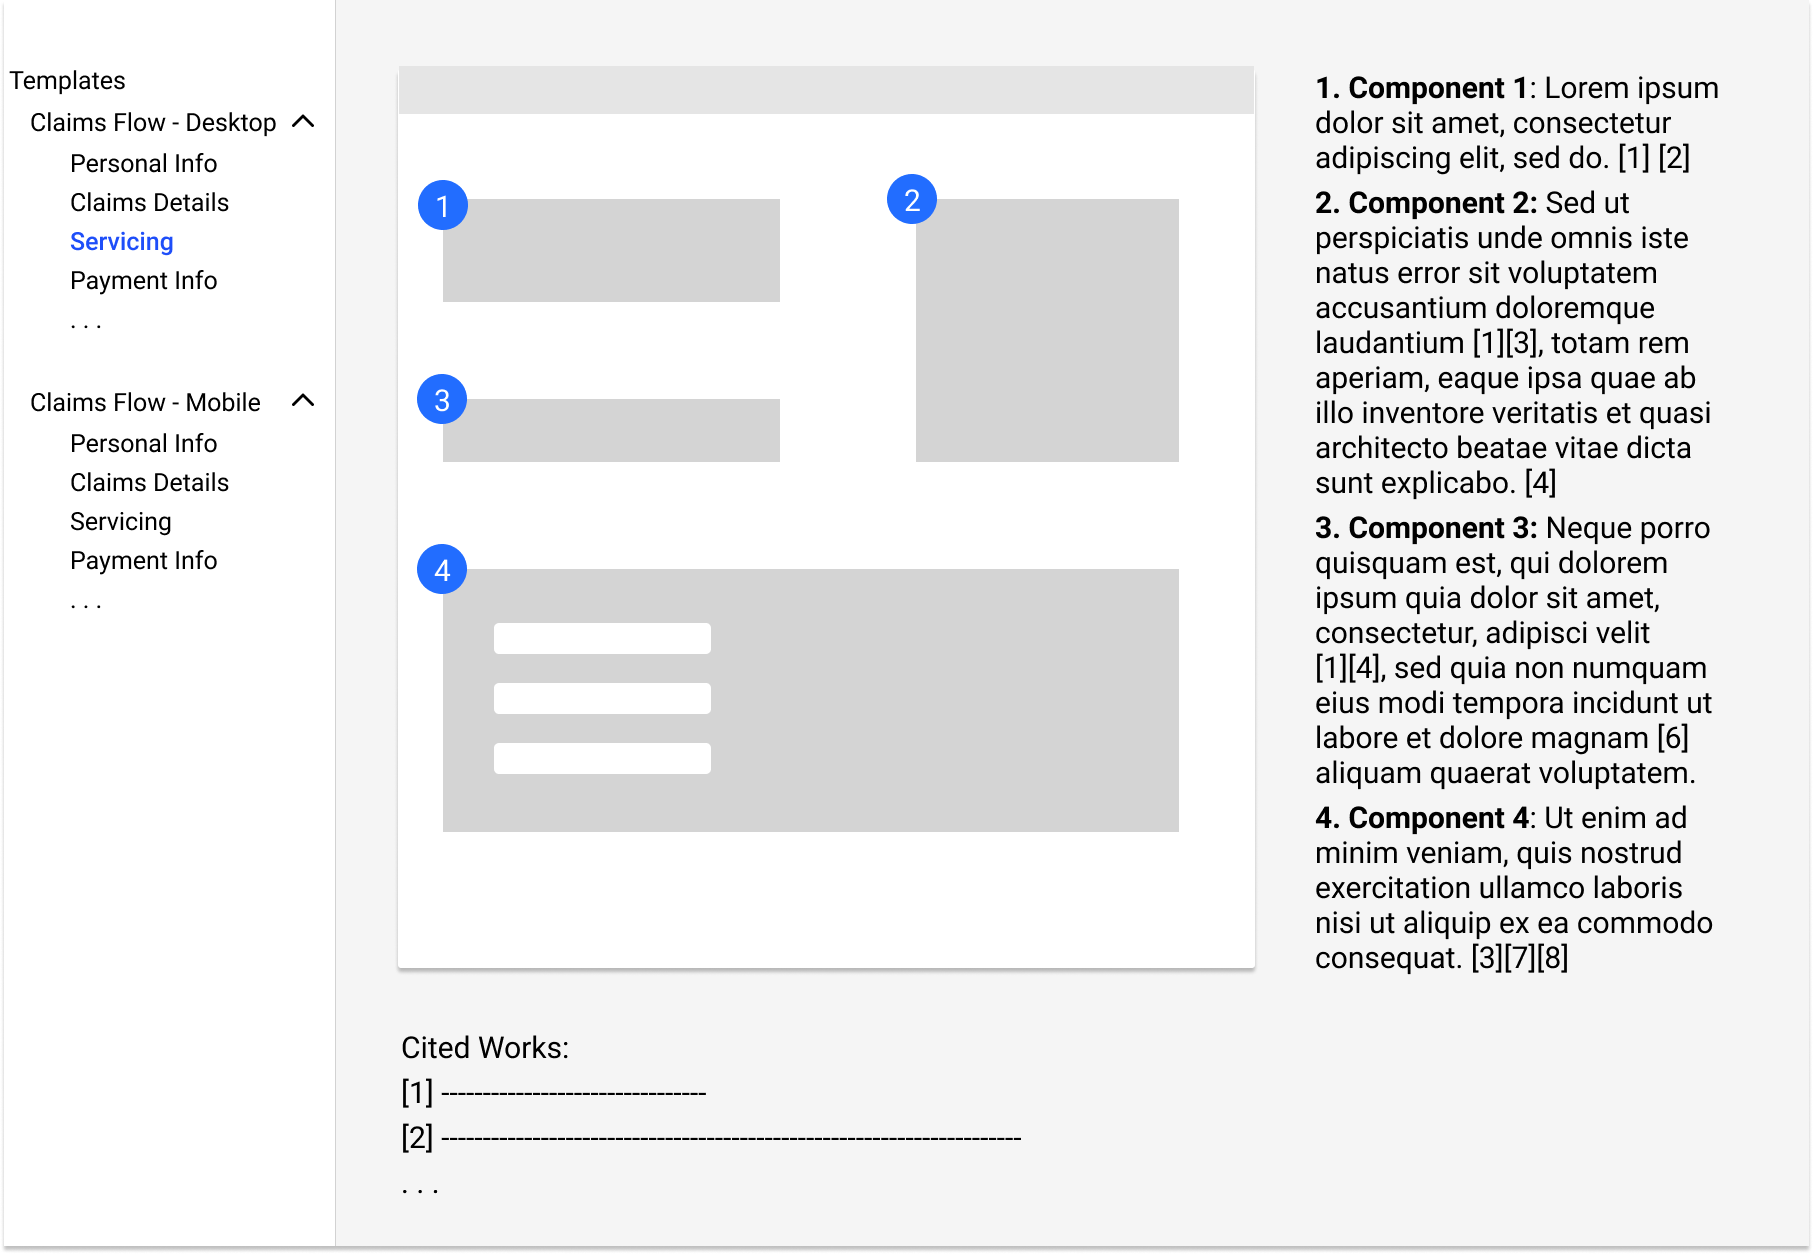 Templates
Claims Flow - Desktop
Personal Info
Claims Details
Servicing
Payment Info
. . .
Claims Flow - Mobile
Personal Info
Claims Details
Servicing
Payment Info
. . .
1
2
3
4
1. Component 1: Lorem ipsum
dolor sit amet, consectetur
adipiscing elit, sed do. [1] [2]
2. Component 2: Sed ut
perspiciatis unde omnis iste
natus error sit voluptatem
accusantium doloremque
laudantium [1][3], totam rem
aperiam, eaque ipsa quae ab
illo inventore veritatis et quasi
architecto beatae vitae dicta
sunt explicabo. [4]
3. Component 3: Neque porro
quisquam est, qui dolorem
ipsum quia dolor sit amet,
consectetur, adipisci velit
[1][4], sed quia non numquam
eius modi tempora incidunt ut
labore et dolore magnam [6]
aliquam quaerat voluptatem.
4. Component 4: Ut enim ad
minim veniam, quis nostrud
exercitation ullamco laboris
nisi ut aliquip ex ea commodo
consequat. [3][7][8]
Cited Works:
[1] --------------------------------
[2] ----------------------------------------------------------------------
. . .